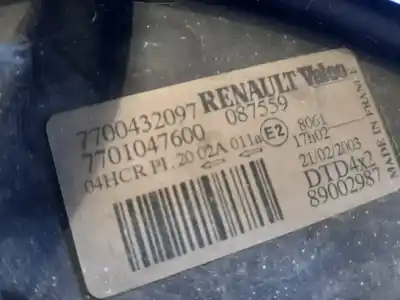 7700432097 RENAULT Valeo
7701047600 087559
04HCR PL 20 02A 011a E2 8061
17h02
21/02/2003
DTD4x2
89002987
MADE IN FRANCE